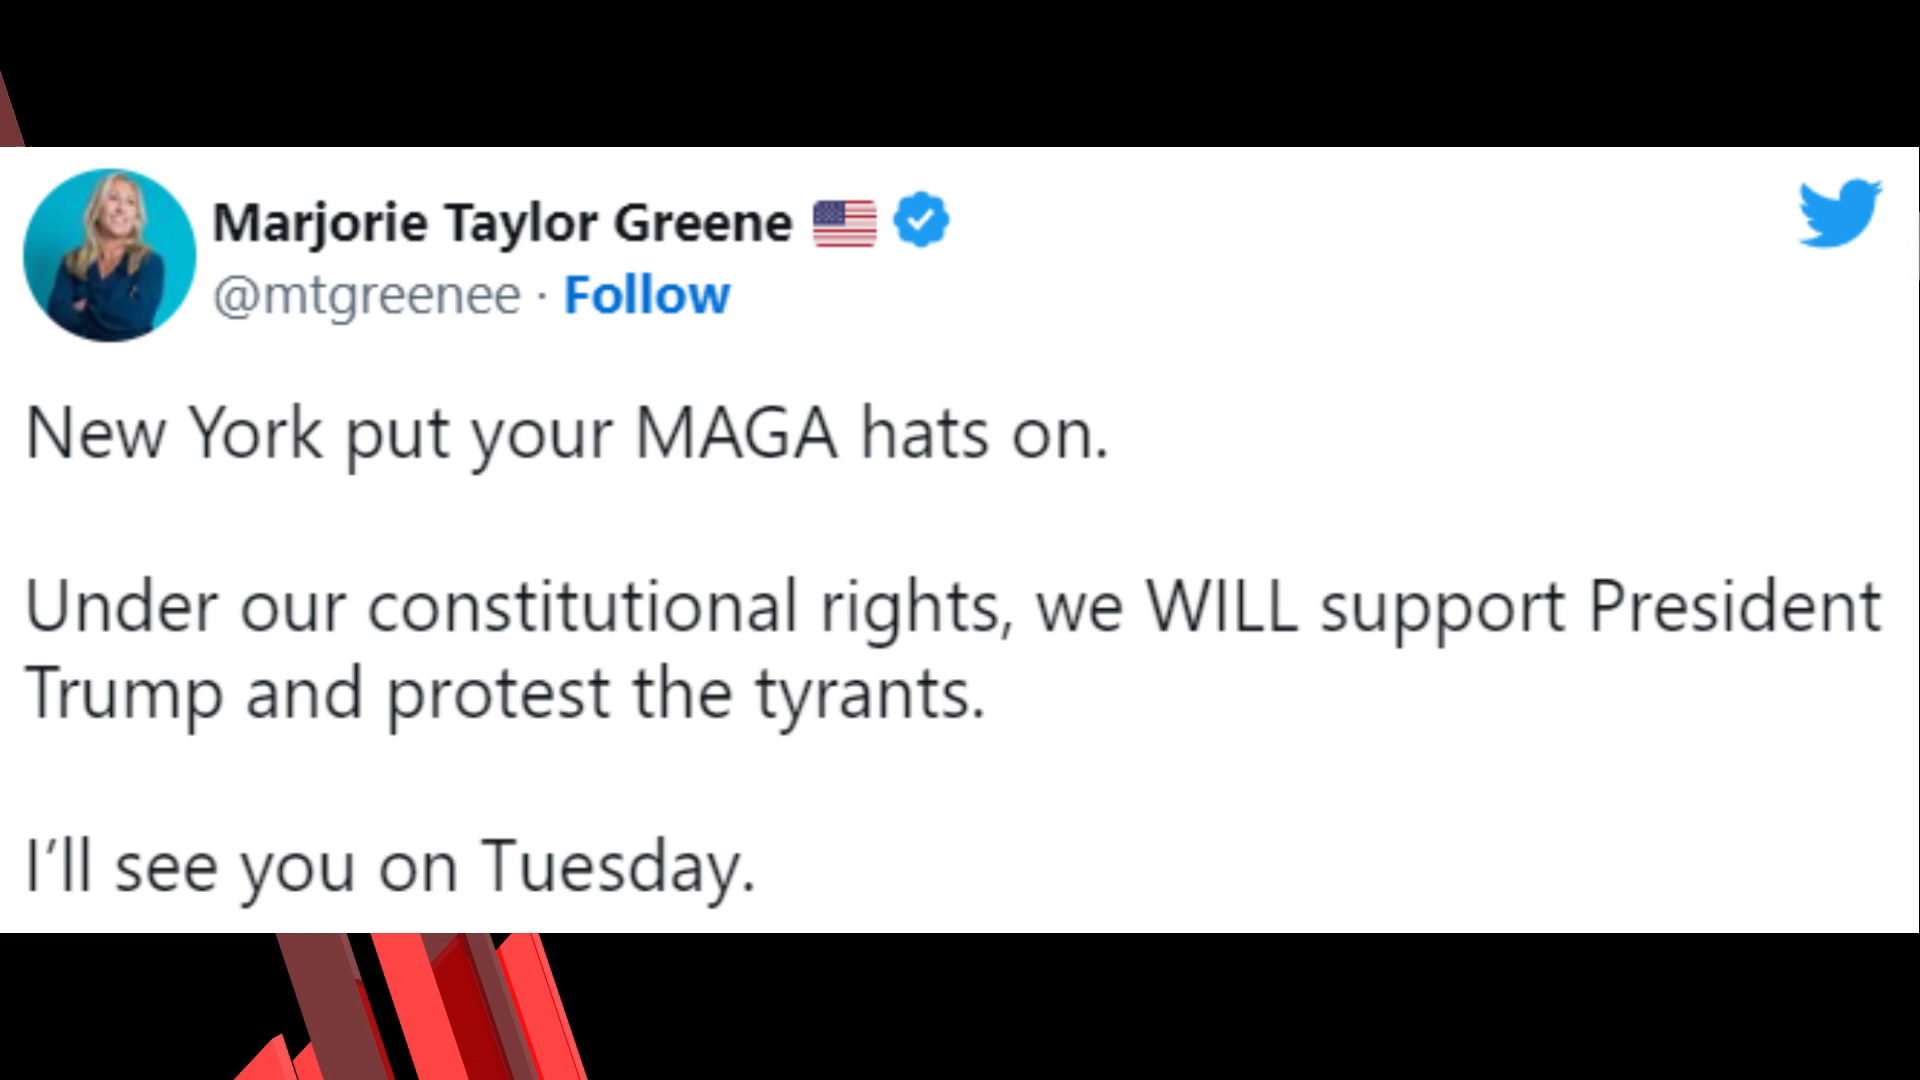 Marjorie Taylor Greene 🇺🇸
@mtgreenee · Follow
New York put your MAGA hats on.
Under our constitutional rights, we WILL support President
Trump and protest the tyrants.
I’ll see you on Tuesday.